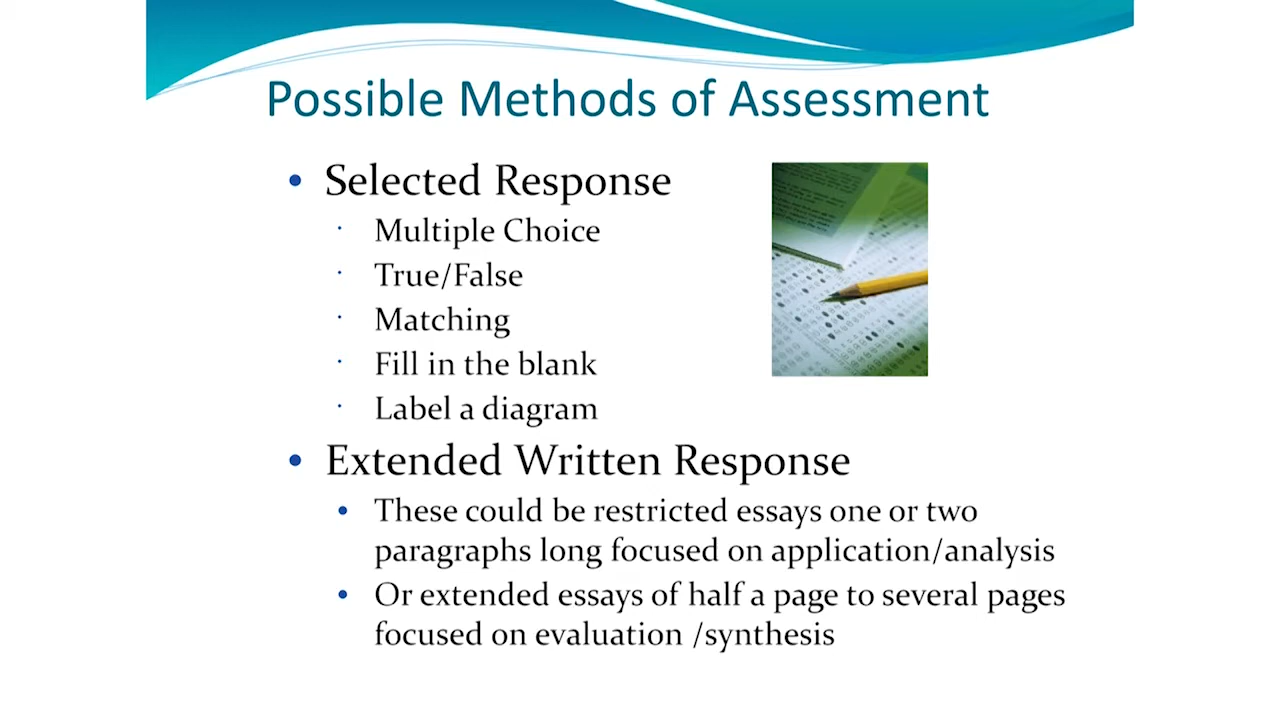 Possible Methods of Assessment
• Selected Response
· Multiple Choice
· True/False
· Matching
· Fill in the blank
· Label a diagram
• Extended Written Response
• These could be restricted essays one or two
paragraphs long focused on application/analysis
• Or extended essays of half a page to several pages
focused on evaluation /synthesis